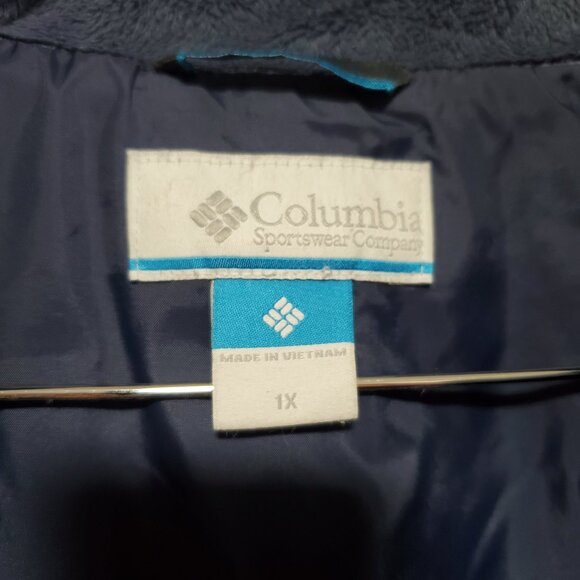 Columbia
Sportswear Company
MADE IN VIETNAM
1X